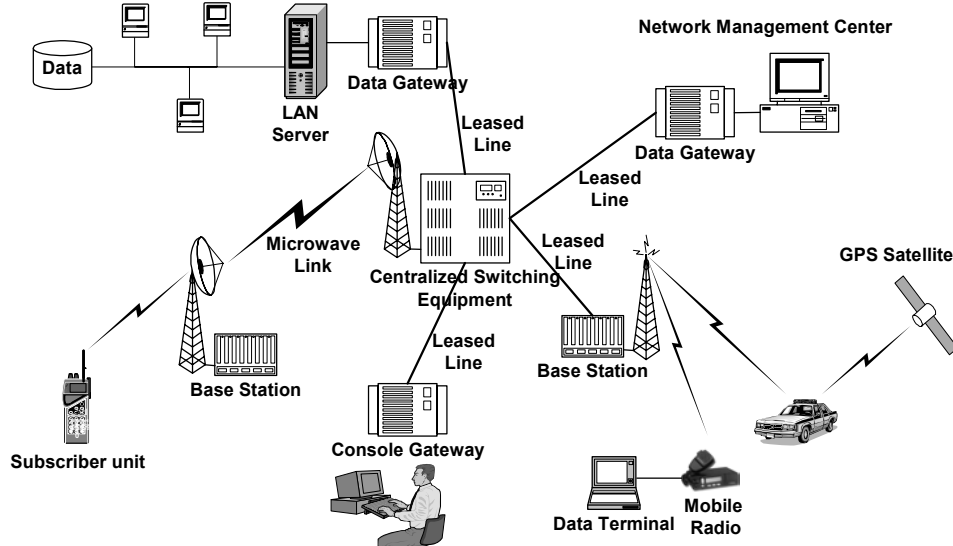 Network Management Center
Data
Data Gateway
LAN
Server
Leased
Line
Data Gateway
Leased
Line
Microwave
Link
Leased
Line
GPS Satellite
Centralized Switching
Equipment
Leased
Line
Base Station
Base Station
Console Gateway
Subscriber unit
Data Terminal
Mobile
Radio